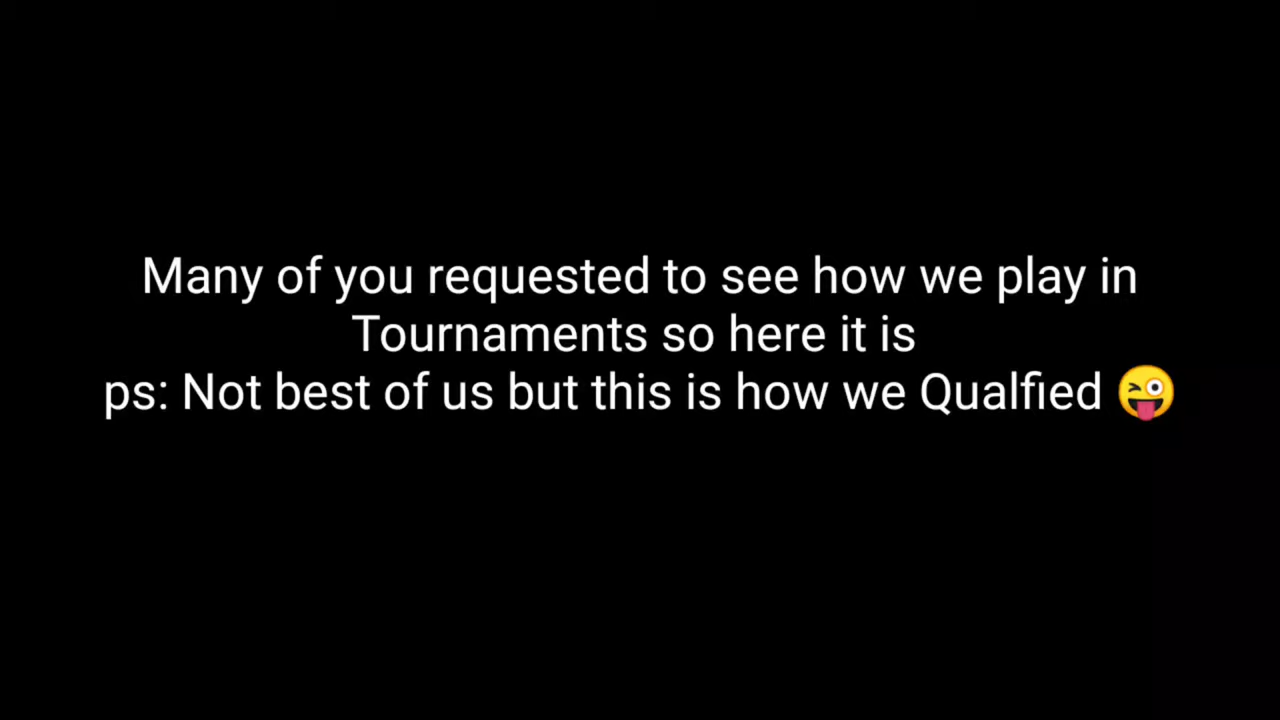 Many of you requested to see how we play in
Tournaments so here it is
ps: Not best of us but this is how we Qualfied 😜